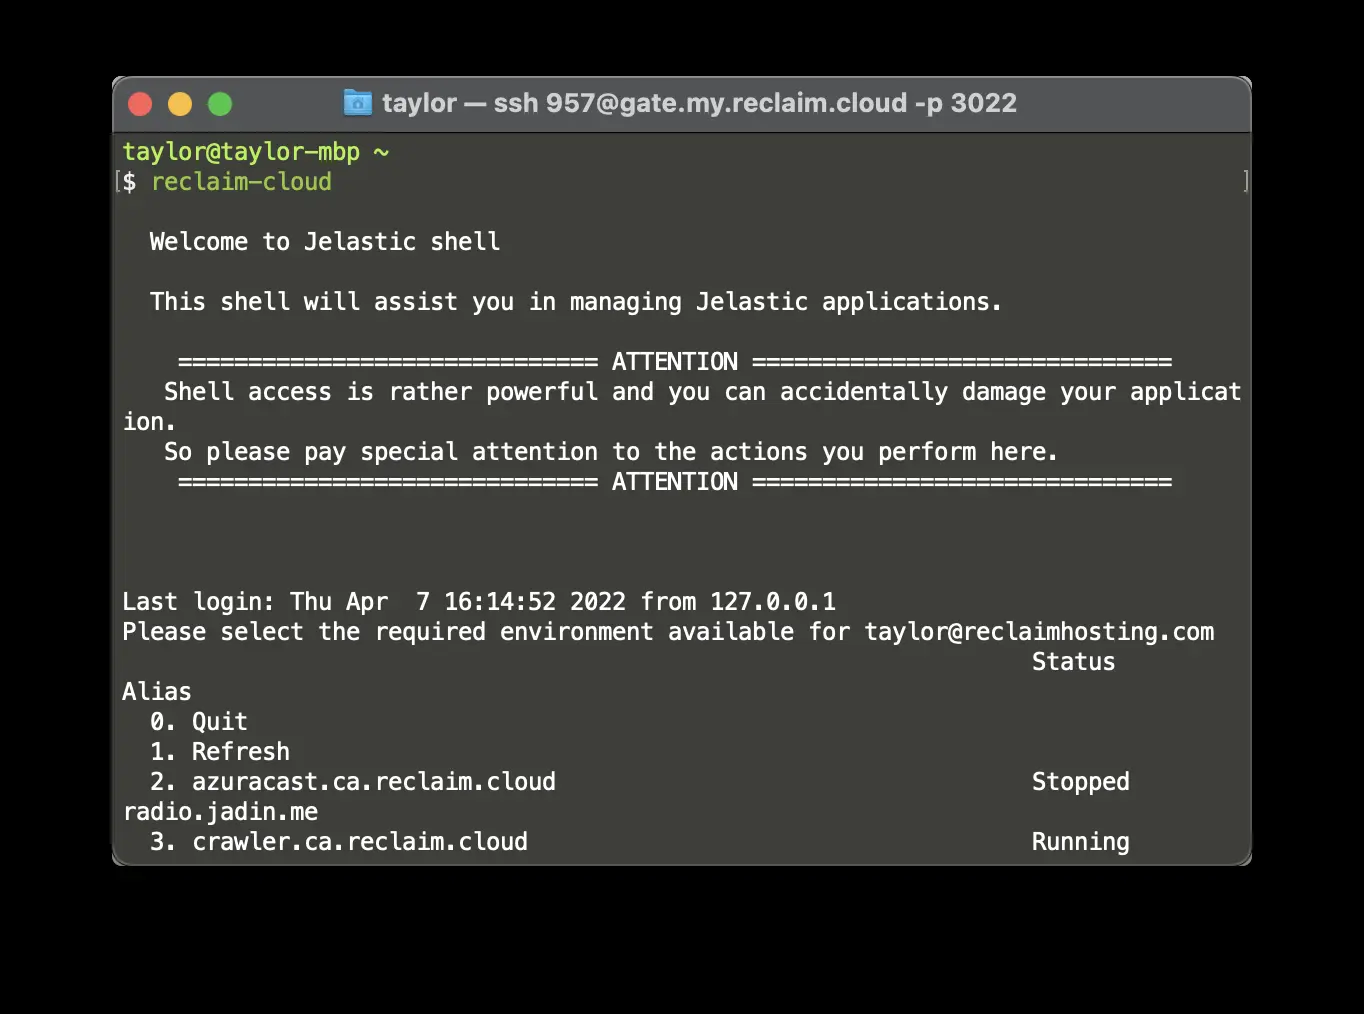 taylor — ssh 957@gate.my.reclaim.cloud -p 3022
taylor@taylor-mbp ~
[$ reclaim-cloud ]
Welcome to Jelastic shell
This shell will assist you in managing Jelastic applications.
============================== ATTENTION ==============================
Shell access is rather powerful and you can accidentally damage your applicat
ion.
So please pay special attention to the actions you perform here.
============================== ATTENTION ==============================
Last login: Thu Apr  7 16:14:52 2022 from 127.0.0.1
Please select the required environment available for taylor@reclaimhosting.com
Status
Alias
0. Quit
1. Refresh
2. azuracast.ca.reclaim.cloud Stopped
radio.jadin.me
3. crawler.ca.reclaim.cloud Running